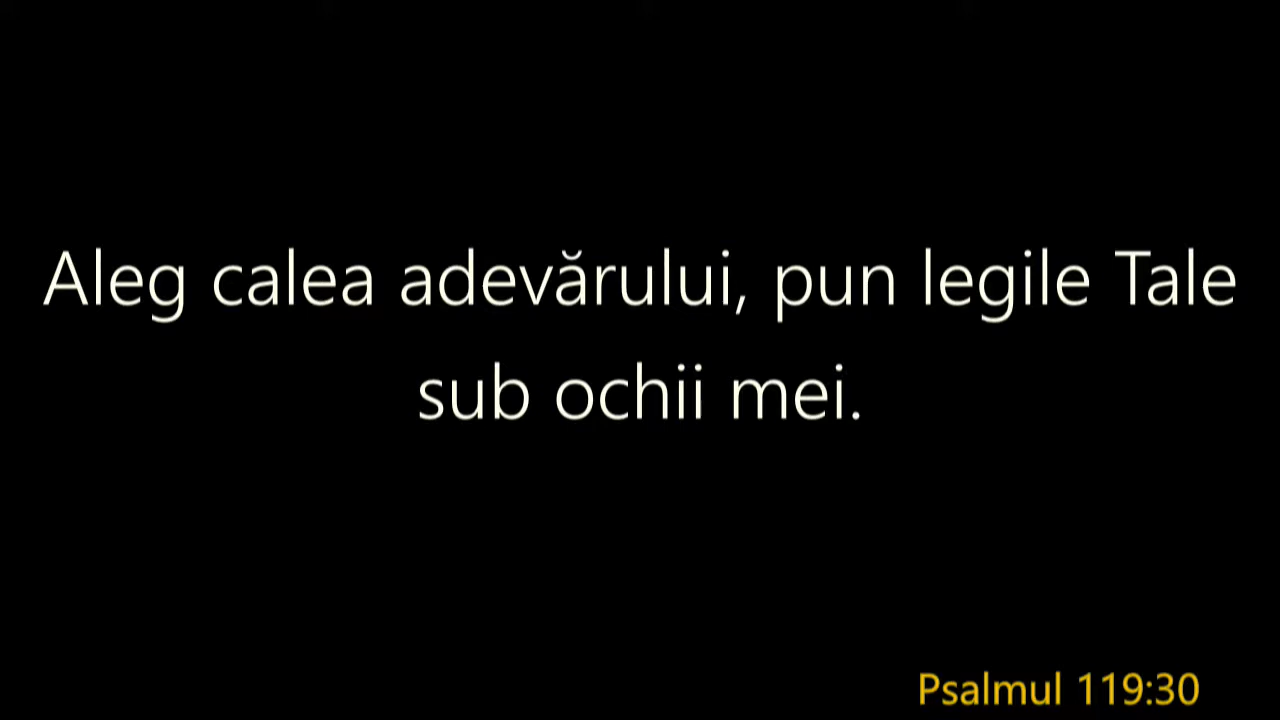 Aleg calea adevărului, pun legile Tale
sub ochii mei.
Psalmul 119:30